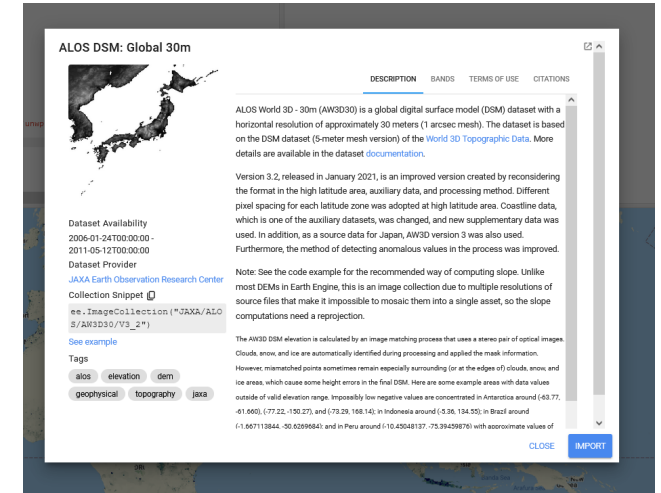 ALOS DSM: Global 30m
DESCRIPTION BANDS TERMS OF USE CITATIONS
ALOS World 3D - 30m (AW3D30) is a global digital surface model (DSM) dataset with a
horizontal resolution of approximately 30 meters (1 arcsec mesh). The dataset is based
on the DSM dataset (5-meter mesh version) of the World 3D Topographic Data. More
details are available in the dataset documentation.
Version 3.2, released in January 2021, is an improved version created by reconsidering
the format in the high latitude area, auxiliary data, and processing method. Different
pixel spacing for each latitude zone was adopted at high latitude area. Coastline data,
which is one of the auxiliary datasets, was changed, and new supplementary data was
used. In addition, as a source data for Japan, AW3D version 3 was also used.
Furthermore, the method of detecting anomalous values in the process was improved.
Note: See the code example for the recommended way of computing slope. Unlike
most DEMs in Earth Engine, this is an image collection due to multiple resolutions of
source files that make it impossible to mosaic them into a single asset, so the slope
computations need a reprojection.
The AW3D DSM elevation is calculated by an image matching process that uses a stereo pair of optical images.
Clouds, snow, and ice are automatically identified during processing and applied the mask information.
However, mismatched points sometimes remain especially surrounding (or at the edges of) clouds, snow, and
ice areas, which cause some height errors in the final DSM. Here are some example areas with data values
outside of valid elevation range. Impossibly low negative values are concentrated in Antarctica around (-63.77,
-61.660), (-77.22, -150.27), and (-73.29, 168.14); in Indonesia around (-5.36, 134.55); in Brazil around
(-1.667113844, -50.6269684); and in Peru around (-10.45048137, -75.39459876) with approximate values of
Dataset Availability
2006-01-24T00:00:00 -
2011-05-12T00:00:00
Dataset Provider
JAXA Earth Observation Research Center
Collection Snippet
ee.ImageCollection("JAXA/ALO
S/AW3D30/V3_2")
See example
Tags
alos elevation dem
geophysical topography jaxa
CLOSE IMPORT
unup